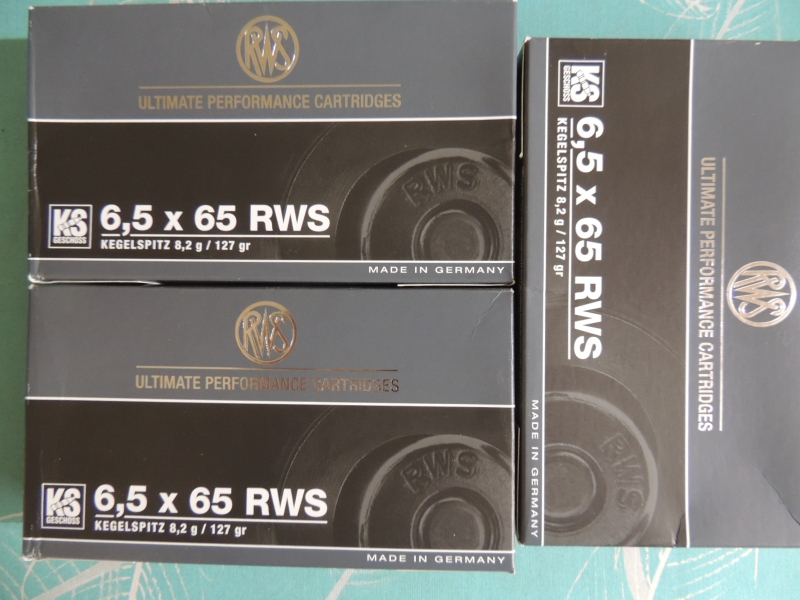 RWS
ULTIMATE PERFORMANCE CARTRIDGES
RWS
KS
GESCHOSS
6,5 x 65 RWS
KEGELSPITZ 8,2 g / 127 gr
MADE IN GERMANY
RWS
ULTIMATE PERFORMANCE CARTRIDGES
RWS
KS
GESCHOSS
6,5 x 65 RWS
KEGELSPITZ 8,2 g / 127 gr
MADE IN GERMANY
RWS
ULTIMATE PERFORMANCE CARTRIDGES
KS
GESCHOSS
6,5 x 65 RWS
KEGELSPITZ 8,2 g / 127 gr
RWS
MADE IN GERMANY